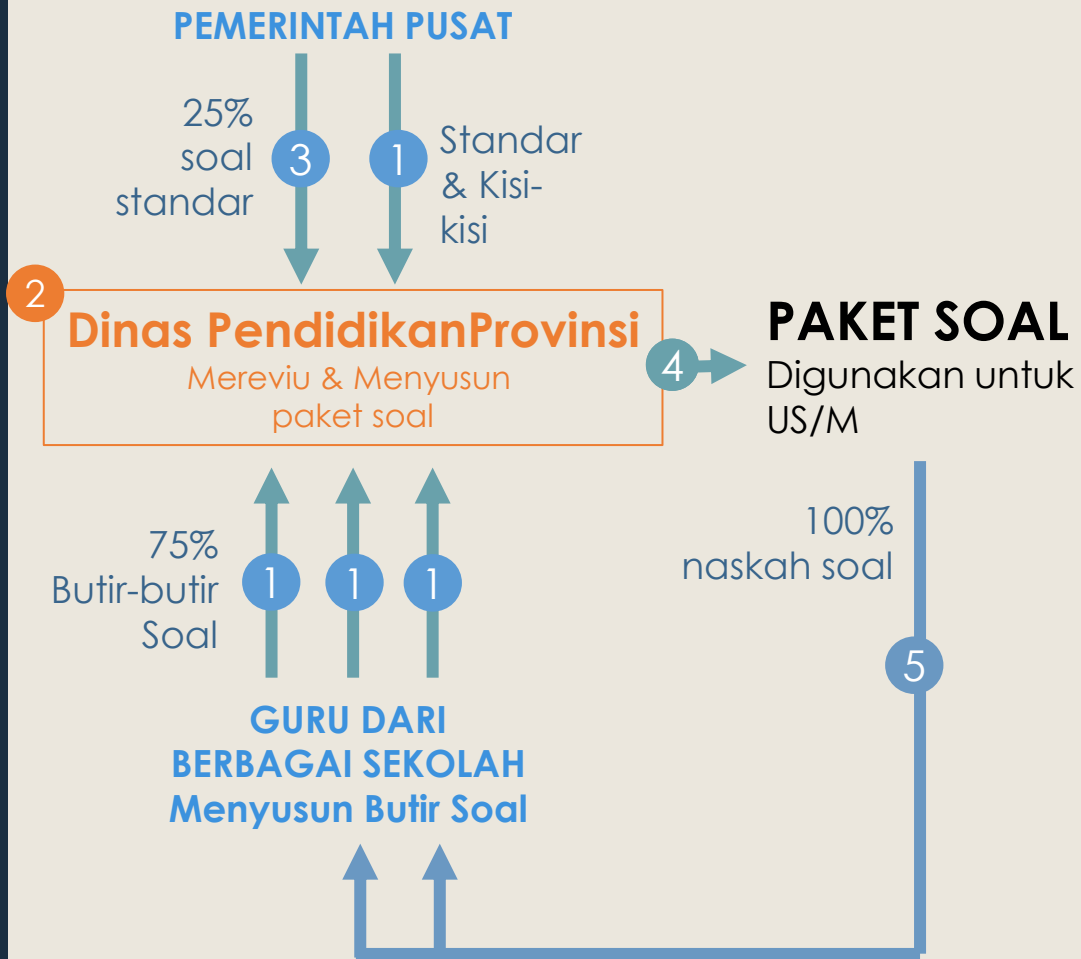 PEMERINTAH PUSAT
25%
soal
standar
3
1
Standar
& Kisi-
kisi
2
Dinas PendidikanProvinsi
Mereviu & Menyusun
paket soal
4
PAKET SOAL
Digunakan untuk
US/M
75%
Butir-butir
Soal
1
1
1
100%
naskah soal
5
GURU DARI
BERBAGAI SEKOLAH
Menyusun Butir Soal